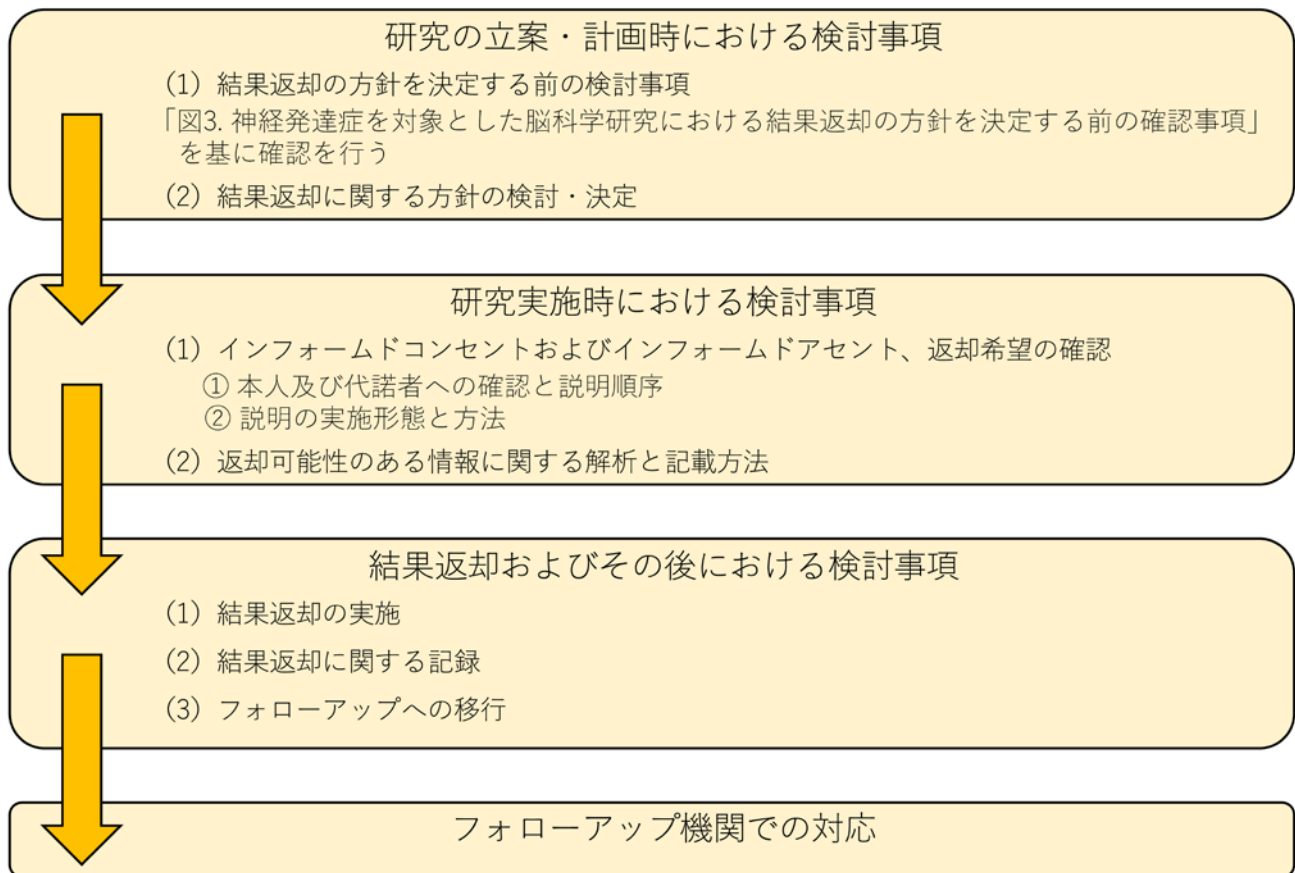 研究の立案・計画時における検討事項
(1) 結果返却の方針を決定する前の検討事項
「図3. 神経発達症を対象とした脳科学研究における結果返却の方針を決定する前の確認事項」
を基に確認を行う
(2) 結果返却に関する方針の検討・決定
研究実施時における検討事項
(1) インフォームドコンセントおよびインフォームドアセント、返却希望の確認
① 本人及び代諾者への確認と説明順序
② 説明の実施形態と方法
(2) 返却可能性のある情報に関する解析と記載方法
結果返却およびその後における検討事項
(1) 結果返却の実施
(2) 結果返却に関する記録
(3) フォローアップへの移行
フォローアップ機関での対応